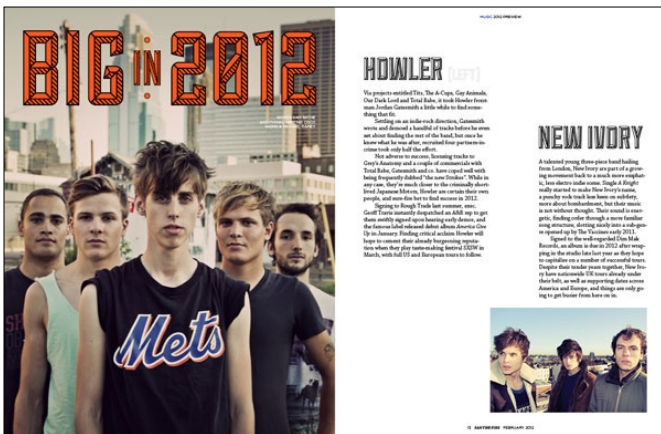 BIG IN 2012
Mets
MUSIC 2012 PREVIEW
HOWLER (LEFT)
Via projects entitled Tits, The A-Cups, Gay Animals,
Our Dark Lord and Total Babe, it took Howler front-
man Jordan Gatesmith a little while to find some-
thing that fit.
Settling on an indie-rock direction, Gatesmith
wrote and demoed a handful of tracks before he even
set about finding the rest of the band, but once he
knew what he was after, recruited four partners-in-
crime took only half the effort.
Not adverse to success, licensing tracks to
Grey's Anatomy and a couple of commercials with
Total Babe, Gatesmith and co. have coped well with
being frequently dubbed "the new Strokes". While in
any case, they're much closer to the criminally short-
lived Japanese Motors, Howler are certain their own
people, and sure-fire bet to find success in 2012.
Signing to Rough Trade last summer, exec.
Geoff Travis instantly despatched an A&R rep to get
them swiftly signed upon hearing early demos, and
the famous label released debut album America Give
Up in January. Finding critical acclaim Howler will
hope to cement their already burgeoning reputa-
tion when they play taste-making festival SXSW in
March, with full US and European tours to follow.
NEW IVORY
A talented young three-piece band hailing
from London, New Ivory are part of a grow-
ing movement back to a much more emphat-
ic, less electro indie scene. Single A Knight
really started to make New Ivory's name,
a punchy rock track less keen on subtlety,
more about bombardment, but their music
is not without thought. Their sound is ener-
getic, finding order through a more familiar
song structure, slotting nicely into a sub-gen-
re opened up by The Vaccines early 2011.
Signed to the well-regarded Dim Mak
Records, an album is due in 2012 after wrap-
ping in the studio late last year as they hope
to capitalise on a number of successful tours.
Despite their tender years together, New Ivo-
ry have nationwide UK tours already under
their belt, as well as supporting dates across
America and Europe, and things are only go-
ing to get busier from here on in.
FEBRUARY 2012